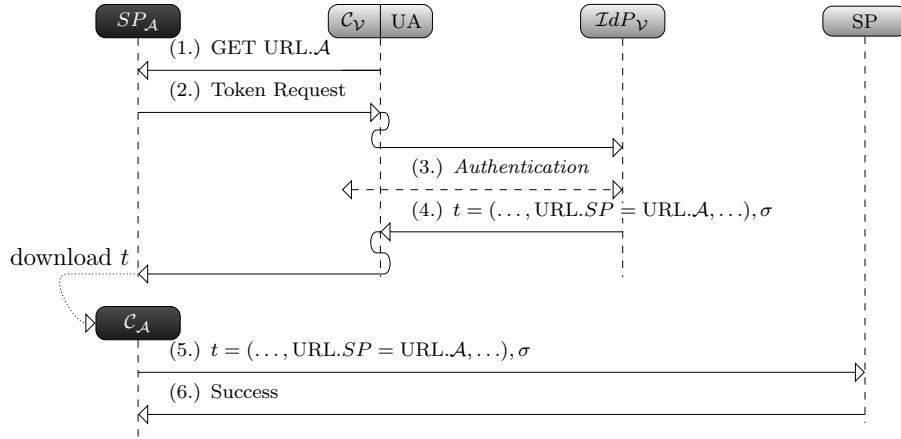 SP_𝒜 𝒞_𝒱 UA ℐdP_𝒱 SP
(1.) GET URL.𝒜
(2.) Token Request
(3.) Authentication
(4.) t = (..., URL.SP = URL.𝒜, ...), σ
download t
𝒞_𝒜
(5.) t = (..., URL.SP = URL.𝒜, ...), σ
(6.) Success